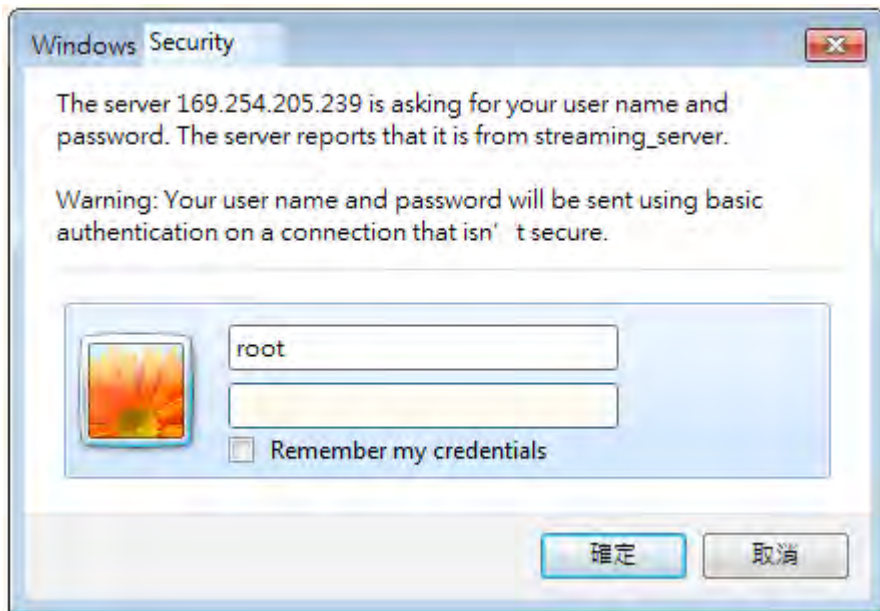 Windows Security
The server 169.254.205.239 is asking for your user name and
password. The server reports that it is from streaming_server.
Warning: Your user name and password will be sent using basic
authentication on a connection that isn’ t secure.
root
Remember my credentials
確定 取消